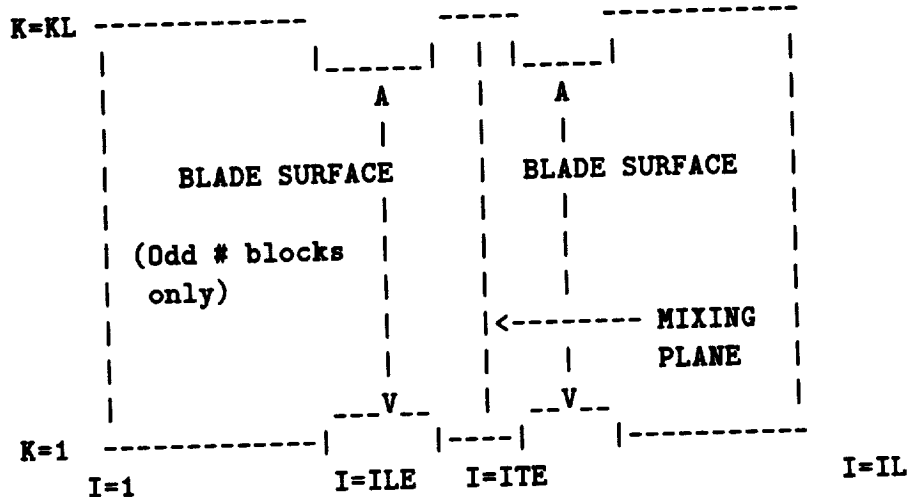 K=KL
A A
BLADE SURFACE BLADE SURFACE
(Odd # blocks
only)
<-------- MIXING
PLANE
V V
K=1
I=1 I=ILE I=ITE I=IL